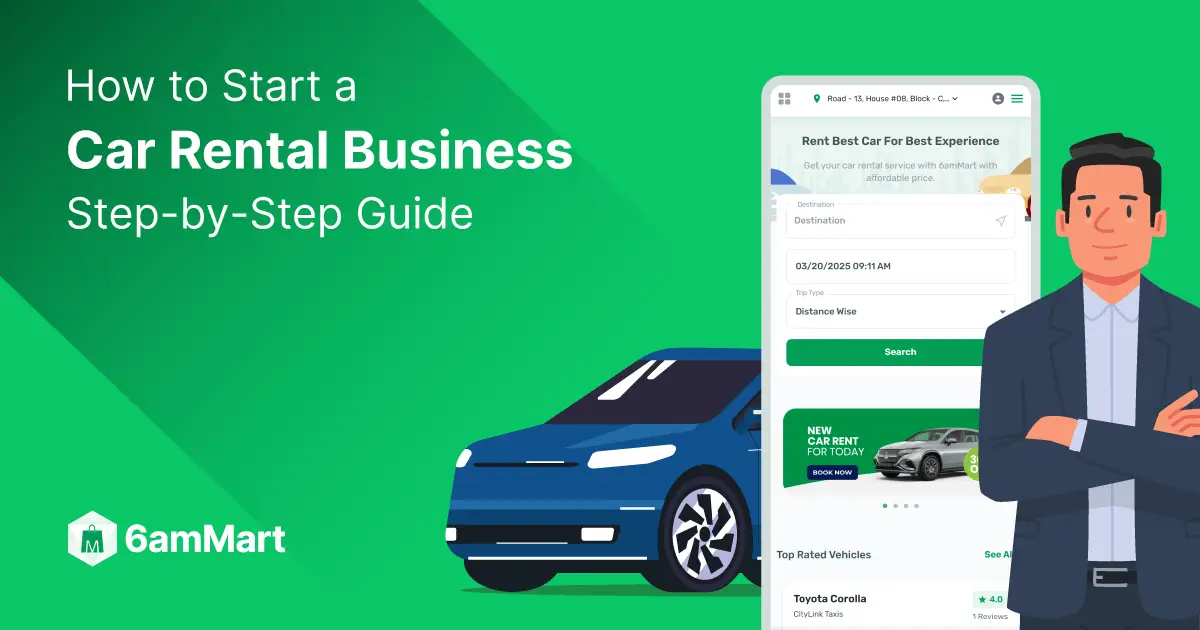 How to Start a
Car Rental Business
Step-by-Step Guide
6amMart
Road - 13, House #08, Block - C,...
Rent Best Car For Best Experience
Get your car rental service with 6amMart with
affordable price.
Destination
Destination
03/20/2025 09:11 AM
Trip Type
Distance Wise
Search
NEW
CAR RENT
FOR TODAY
BOOK NOW
Top Rated Vehicles
See Al
Toyota Corolla
4.0
CityLink Taxis
1 Reviews